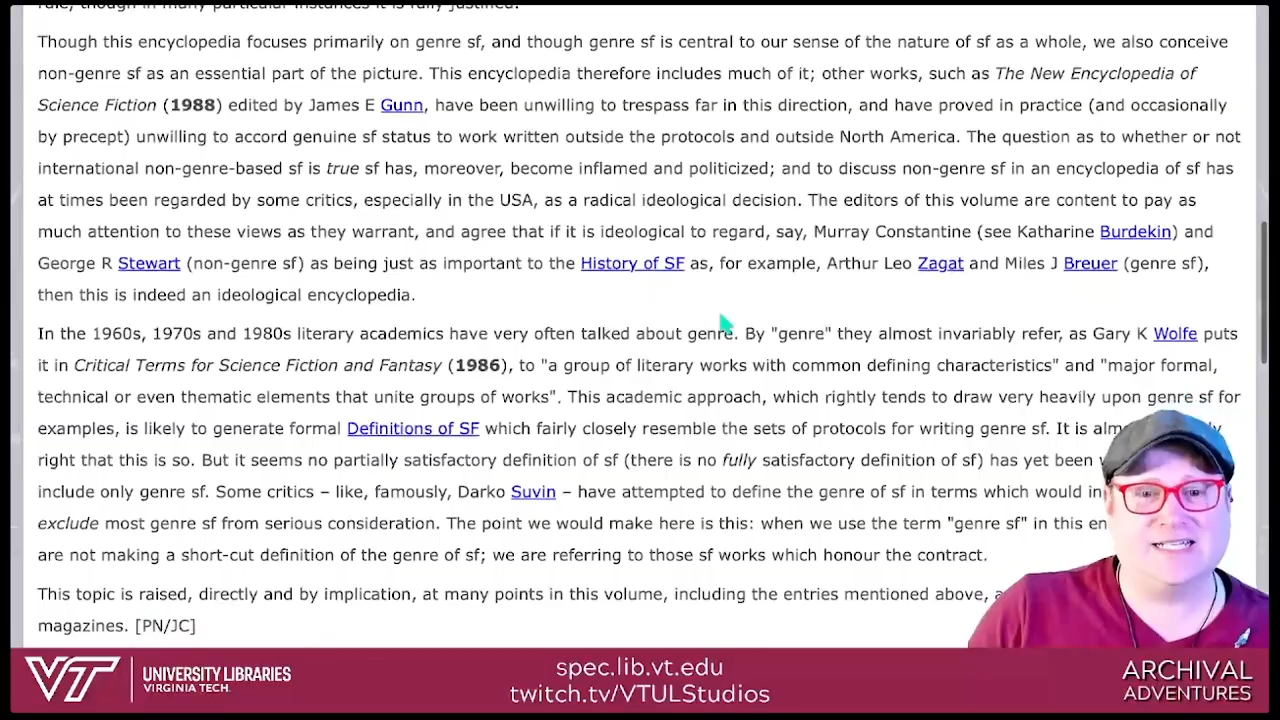 rule, though in many particular instances it is fully justified.
Though this encyclopedia focuses primarily on genre sf, and though genre sf is central to our sense of the nature of sf as a whole, we also conceive
non-genre sf as an essential part of the picture. This encyclopedia therefore includes much of it; other works, such as The New Encyclopedia of
Science Fiction (1988) edited by James E Gunn, have been unwilling to trespass far in this direction, and have proved in practice (and occasionally
by precept) unwilling to accord genuine sf status to work written outside the protocols and outside North America. The question as to whether or not
international non-genre-based sf is true sf has, moreover, become inflamed and politicized; and to discuss non-genre sf in an encyclopedia of sf has
at times been regarded by some critics, especially in the USA, as a radical ideological decision. The editors of this volume are content to pay as
much attention to these views as they warrant, and agree that if it is ideological to regard, say, Murray Constantine (see Katharine Burdekin) and
George R Stewart (non-genre sf) as being just as important to the History of SF as, for example, Arthur Leo Zagat and Miles J Breuer (genre sf),
then this is indeed an ideological encyclopedia.
In the 1960s, 1970s and 1980s literary academics have very often talked about genre. By "genre" they almost invariably refer, as Gary K Wolfe puts
it in Critical Terms for Science Fiction and Fantasy (1986), to "a group of literary works with common defining characteristics" and "major formal,
technical or even thematic elements that unite groups of works". This academic approach, which rightly tends to draw very heavily upon genre sf for
examples, is likely to generate formal Definitions of SF which fairly closely resemble the sets of protocols for writing genre sf. It is
right that this is so. But it seems no partially satisfactory definition of sf (there is no fully satisfactory definition of sf) has yet been
include only genre sf. Some critics – like, famously, Darko Suvin – have attempted to define the genre of sf in terms which would
exclude most genre sf from serious consideration. The point we would make here is this: when we use the term "genre sf" in this
are not making a short-cut definition of the genre of sf; we are referring to those sf works which honour the contract.
This topic is raised, directly and by implication, at many points in this volume, including the entries mentioned above,
magazines. [PN/JC]
VT UNIVERSITY LIBRARIES
VIRGINIA TECH.
spec.lib.vt.edu
twitch.tv/VTULStudios
ARCHIVAL
ADVENTURES